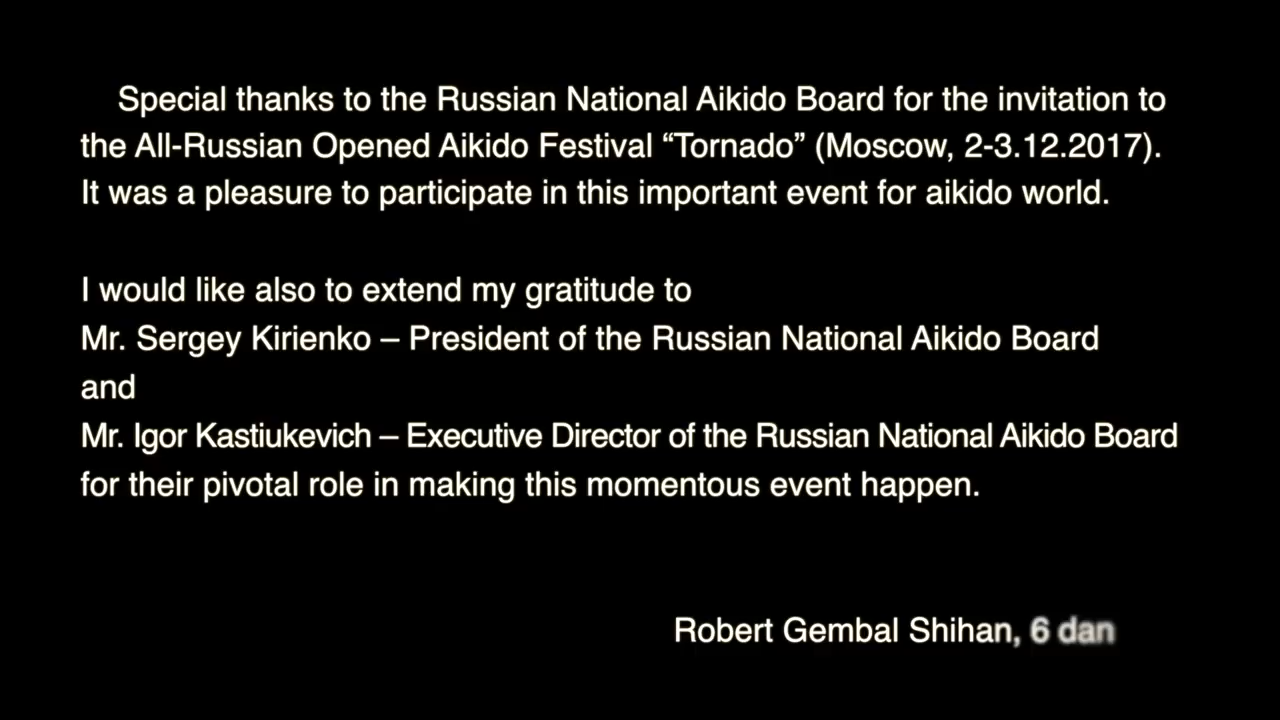 Special thanks to the Russian National Aikido Board for the invitation to
the All-Russian Opened Aikido Festival “Tornado” (Moscow, 2-3.12.2017).
It was a pleasure to participate in this important event for aikido world.
I would like also to extend my gratitude to
Mr. Sergey Kirienko – President of the Russian National Aikido Board
and
Mr. Igor Kastiukevich – Executive Director of the Russian National Aikido Board
for their pivotal role in making this momentous event happen.
Robert Gembal Shihan, 6 dan